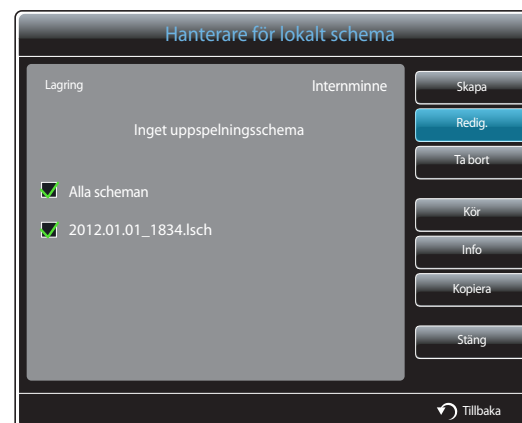 Hanterare för lokalt schema
Lagring Internminne
Inget uppspelningsschema
Alla scheman
2012.01.01_1834.lsch
Skapa
Redig.
Ta bort
Kör
Info
Kopiera
Stäng
Tillbaka